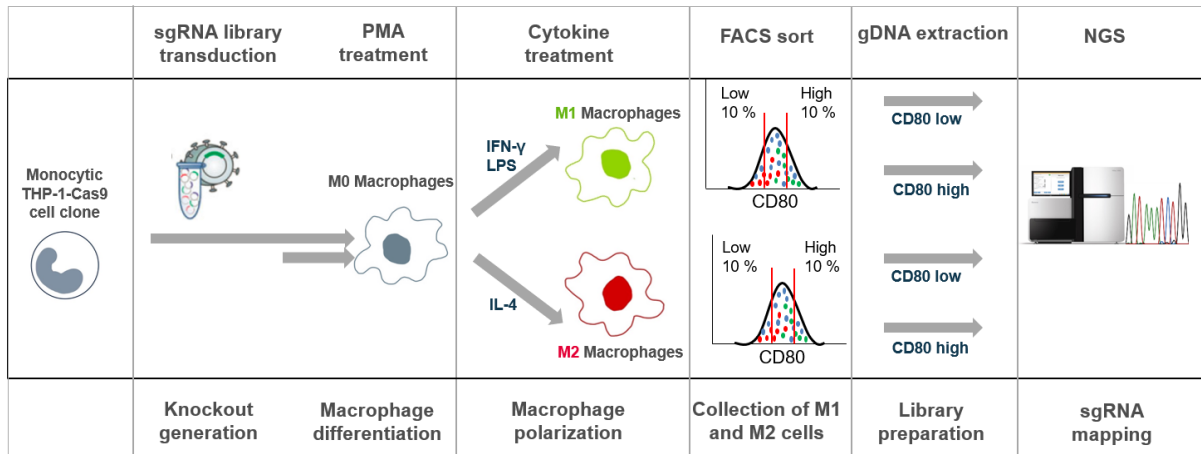 sgRNA library
transduction
PMA
treatment
Cytokine
treatment
FACS sort
gDNA extraction
NGS
Monocytic
THP-1-Cas9
cell clone
M0 Macrophages
IFN-γ
LPS
IL-4
M1 Macrophages
M2 Macrophages
Low
10 %
High
10 %
CD80
Low
10 %
High
10 %
CD80
CD80 low
CD80 high
CD80 low
CD80 high
Knockout
generation
Macrophage
differentiation
Macrophage
polarization
Collection of M1
and M2 cells
Library
preparation
sgRNA
mapping